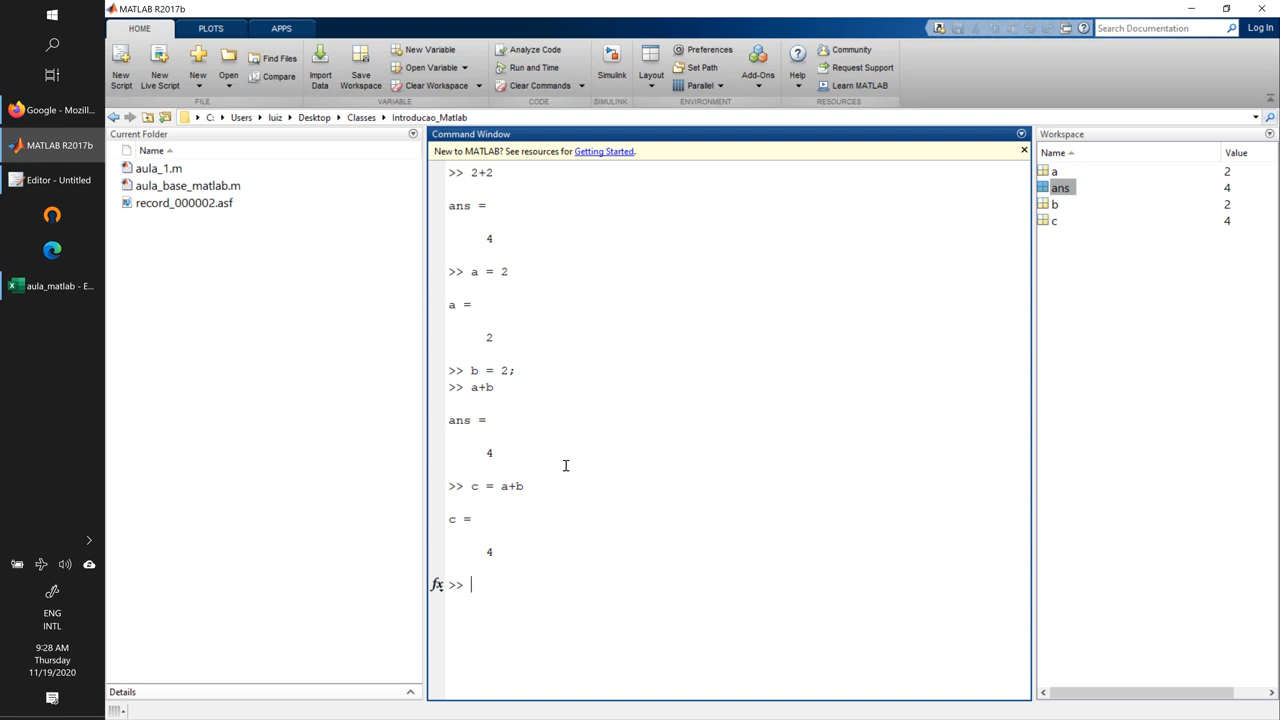 MATLAB R2017b
HOME
PLOTS
APPS
Search Documentation
Log In
New Script
New Live Script
New
Open
Find Files
Compare
FILE
Import Data
Save Workspace
New Variable
Open Variable
Clear Workspace
VARIABLE
Analyze Code
Run and Time
Clear Commands
CODE
Simulink
SIMULINK
Layout
Preferences
Set Path
Parallel
Add-Ons
ENVIRONMENT
Help
Community
Request Support
Learn MATLAB
RESOURCES
C: Users luiz Desktop Classes Introducao_Matlab
Google - Mozill...
MATLAB R2017b
Editor - Untitled
aula_matlab - E...
ENG
INTL
9:28 AM
Thursday
11/19/2020
Current Folder
Name
aula_1.m
aula_base_matlab.m
record_000002.asf
Details
Command Window
New to MATLAB? See resources for Getting Started.
>> 2+2
ans =
4
>> a = 2
a =
2
>> b = 2;
>> a+b
ans =
4
>> c = a+b
c =
4
fx >>
Workspace
Name Value
a 2
ans 4
b 2
c 4